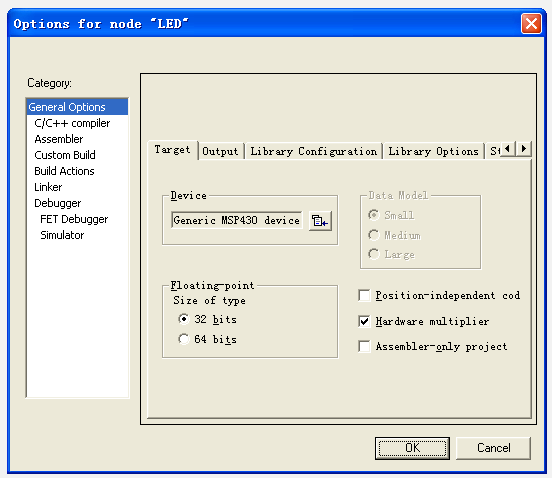 Options for node "LED"
Category:
General Options
C/C++ compiler
Assembler
Custom Build
Build Actions
Linker
Debugger
FET Debugger
Simulator
Target Output Library Configuration Library Options St
Device
Generic MSP430 device
Data Model
Small
Medium
Large
Floating-point
Size of type
32 bits
64 bits
Position-independent cod
Hardware multiplier
Assembler-only project
OK Cancel